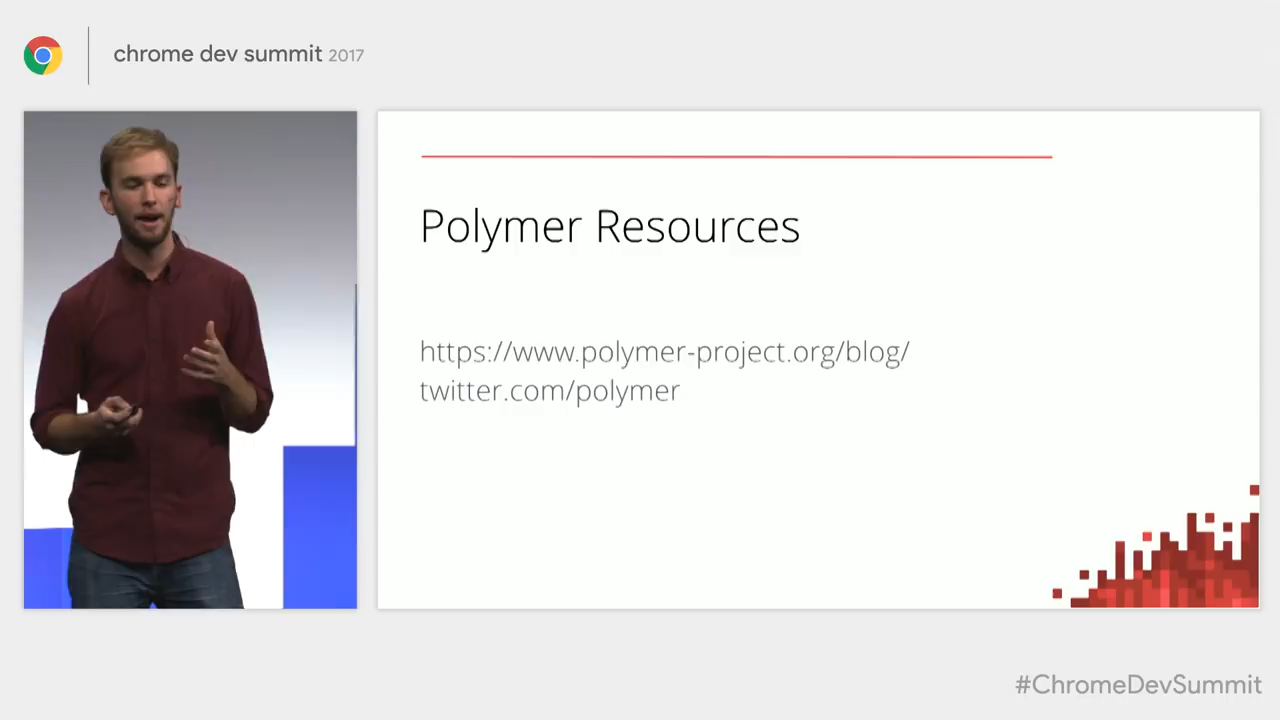 chrome dev summit 2017
Polymer Resources
https://www.polymer-project.org/blog/
twitter.com/polymer
#ChromeDevSummit